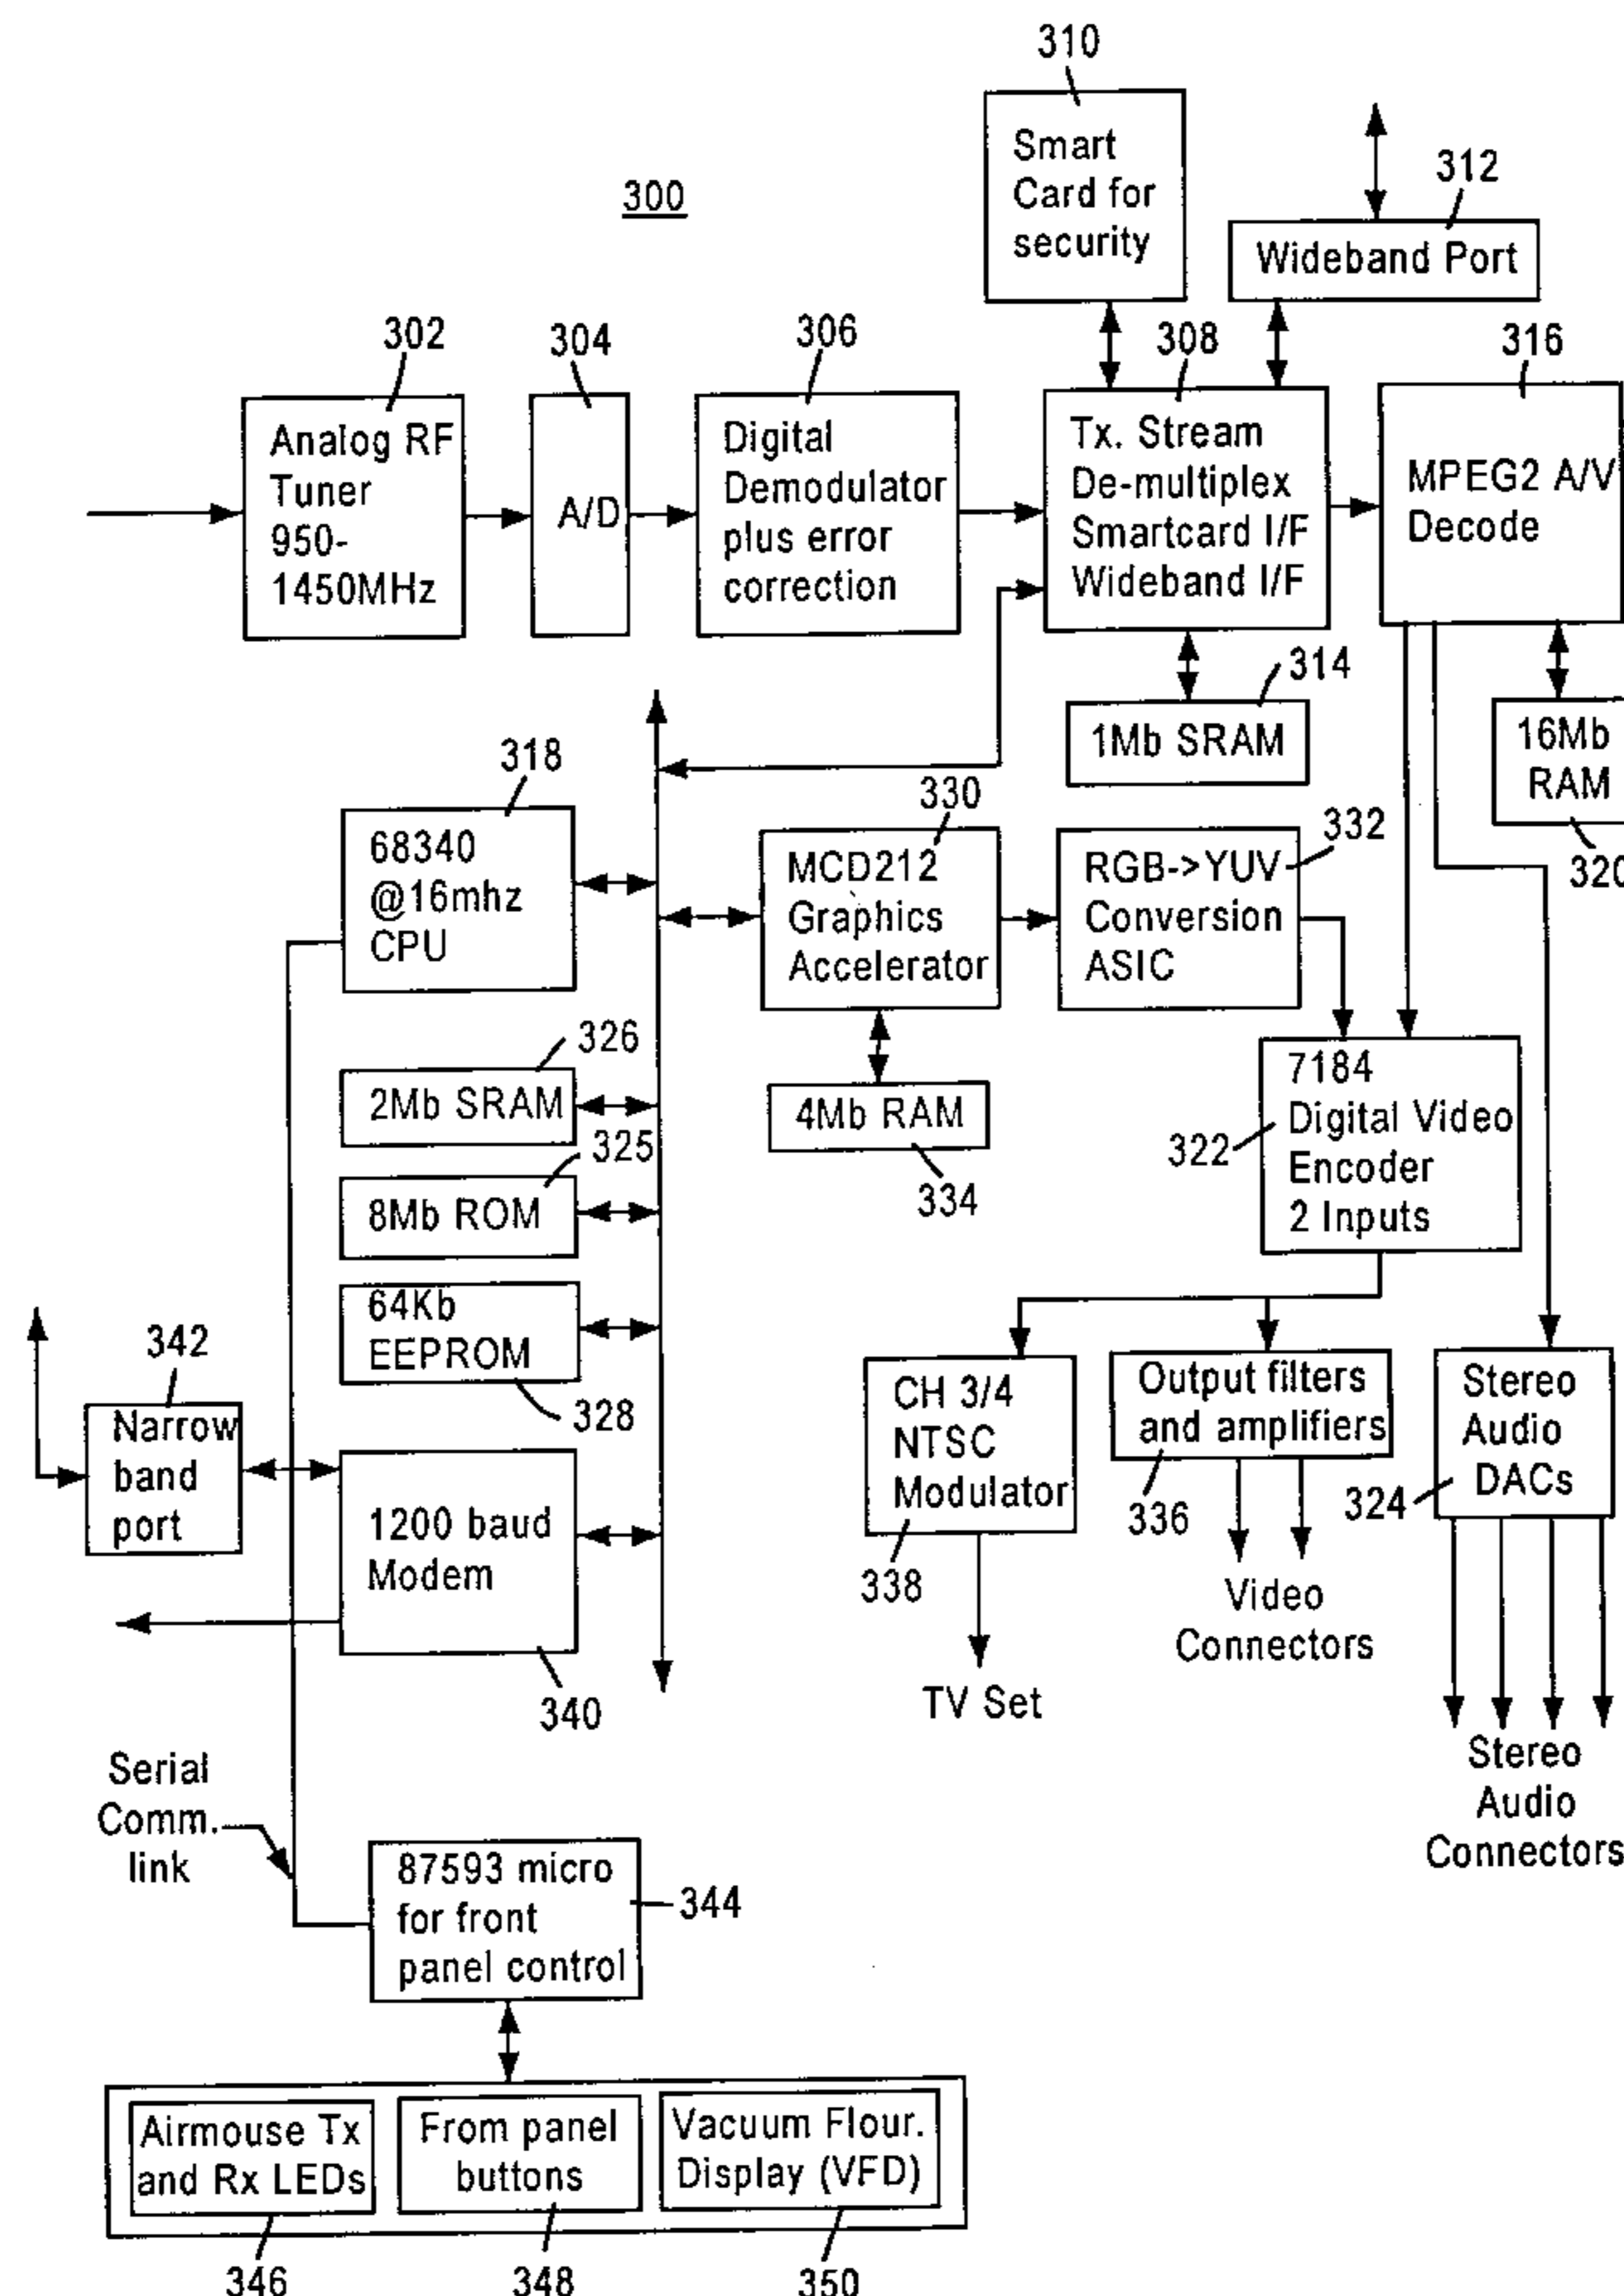 310
Smart
Card for
security
312
Wideband Port
300
302
Analog RF
Tuner
950-
1450MHz
304
A/D
306
Digital
Demodulator
plus error
correction
308
Tx. Stream
De-multiplex
Smartcard I/F
Wideband I/F
316
MPEG2 A/V
Decode
314
1Mb SRAM
16Mb
RAM
320
318
68340
@16mhz
CPU
330
MCD212
Graphics
Accelerator
332
RGB->YUV
Conversion
ASIC
326
2Mb SRAM
325
8Mb ROM
4Mb RAM
334
7184
Digital Video
Encoder
2 Inputs
322
64Kb
EEPROM
328
342
Narrow
band
port
1200 baud
Modem
340
CH 3/4
NTSC
Modulator
338
TV Set
Output filters
and amplifiers
336
Video
Connectors
Stereo
Audio
DACs
324
Stereo
Audio
Connectors
Serial
Comm.
link
87593 micro
for front
panel control
344
Airmouse Tx
and Rx LEDs
From panel
buttons
Vacuum Flour.
Display (VFD)
346
348
350